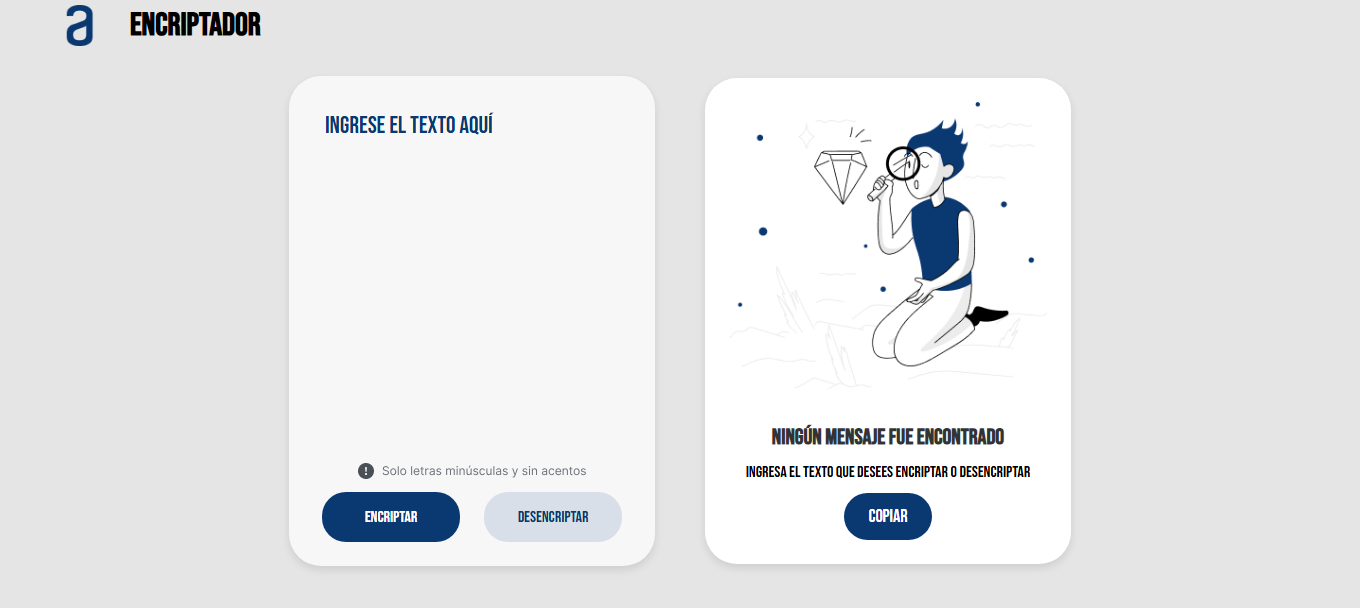 a ENCRIPTADOR
INGRESE EL TEXTO AQUÍ
! Solo letras minúsculas y sin acentos
ENCRIPTAR DESENCRIPTAR
NINGÚN MENSAJE FUE ENCONTRADO
INGRESA EL TEXTO QUE DESEES ENCRIPTAR O DESENCRIPTAR
COPIAR